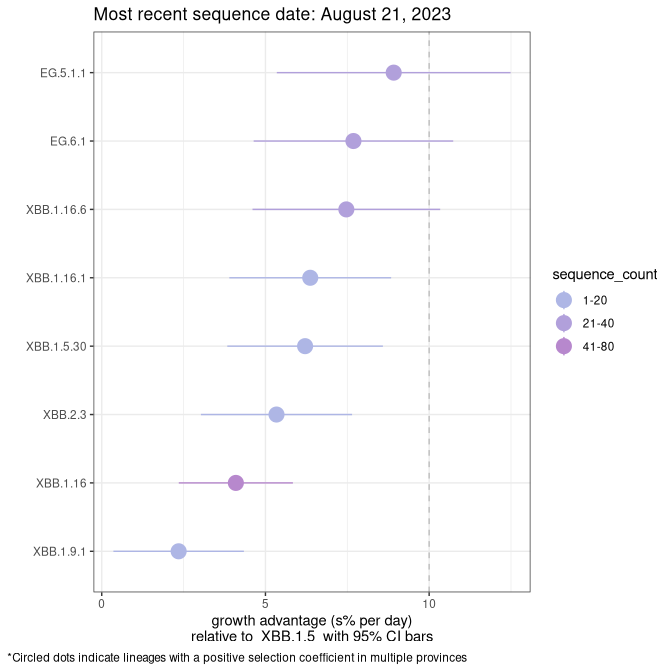 Most recent sequence date: August 21, 2023
EG.5.1.1
EG.6.1
XBB.1.16.6
XBB.1.16.1
XBB.1.5.30
XBB.2.3
XBB.1.16
XBB.1.9.1
0 5 10
growth advantage (s% per day)
relative to XBB.1.5 with 95% CI bars
sequence_count
1-20
21-40
41-80
*Circled dots indicate lineages with a positive selection coefficient in multiple provinces